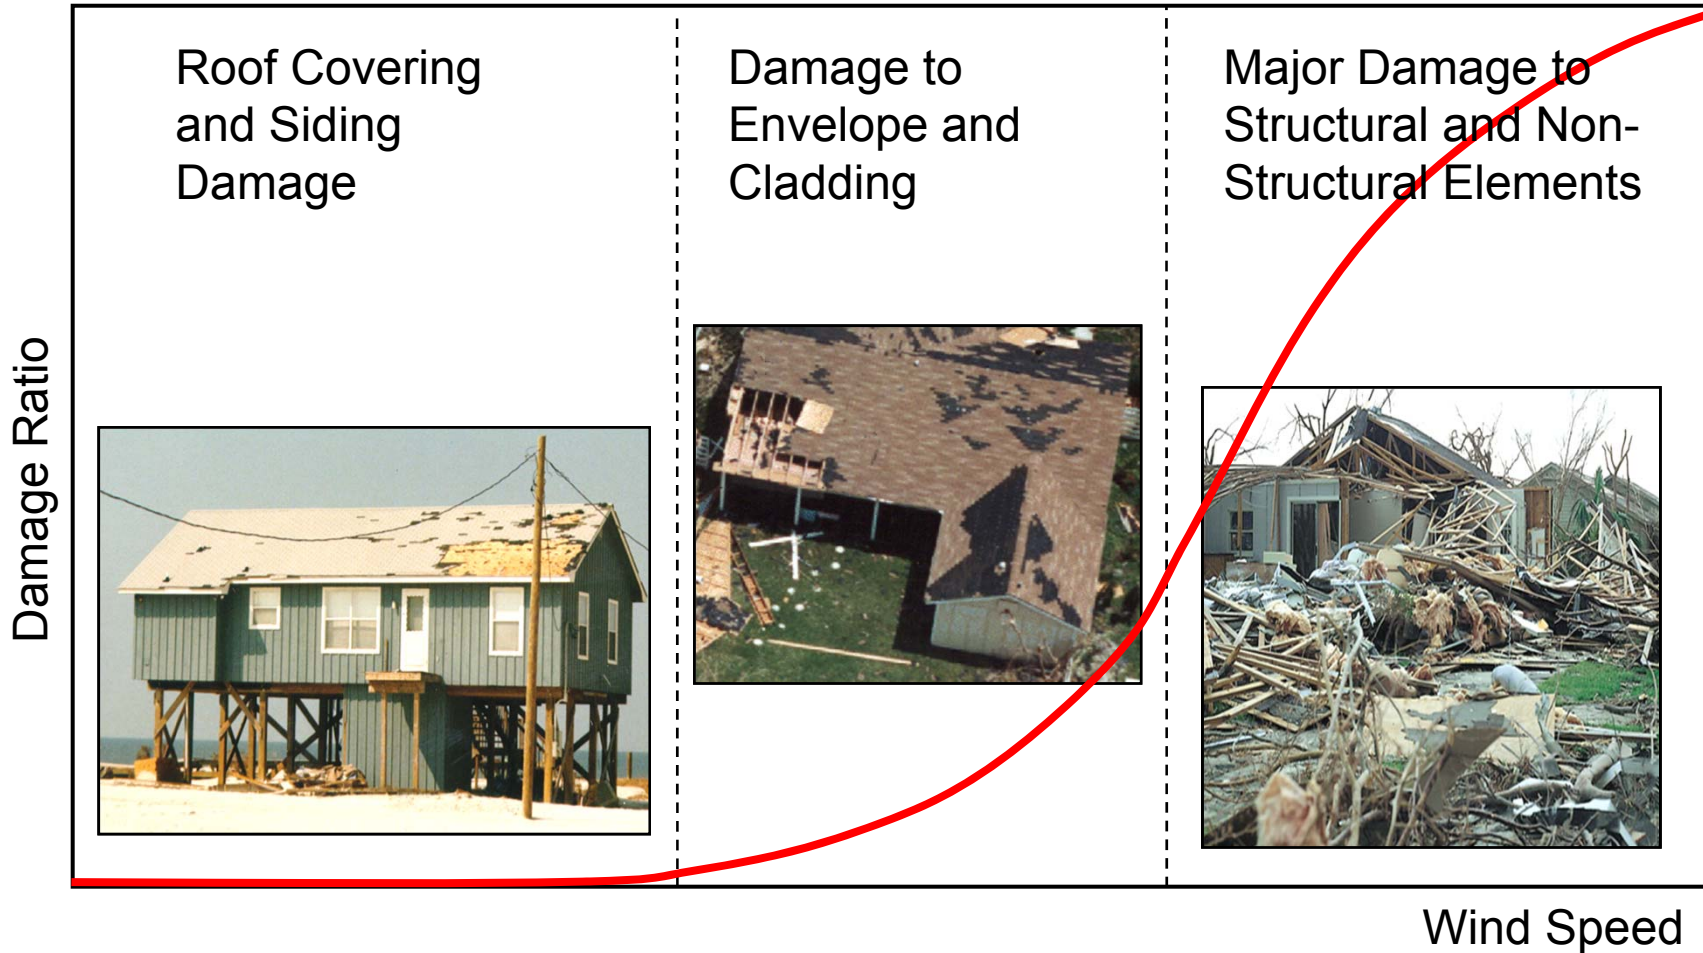 Roof Covering
and Siding
Damage
Damage to
Envelope and
Cladding
Major Damage to
Structural and Non-
Structural Elements
Damage Ratio
Wind Speed